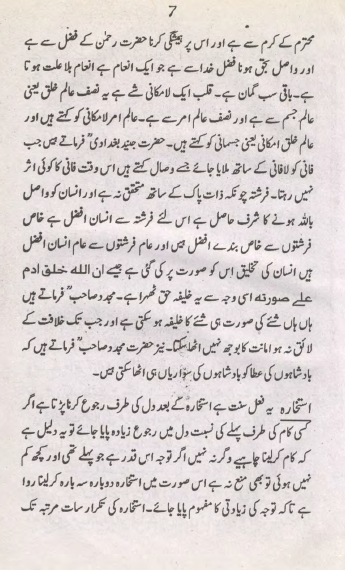 7
محترم کے کرم سے ہے اور اس پر ہمیشگی کرنا حضرت رحمٰن کے فضل سے ہے
اور واصل بحق ہونا فضل خدا سے ہے جو ایک انعام ہے انعام بلا علت ہوتا
ہے۔ باقی سب گمان ہے۔ قلب ایک لامکانی شے ہے یہ نصف عالم خلق یعنی
عالم جسم سے ہے اور نصف عالم امر سے ہے۔ عالم امر لامکانی کو کہتے ہیں اور
عالم خلق امکانی یعنی جسمانی کو کہتے ہیں۔ حضرت جنید بغدادیؒ فرماتے ہیں جب
فانی کو لافانی کے ساتھ ملایا جائے جسے وصال کہتے ہیں اس وقت فانی کا کوئی اثر
نہیں رہتا۔ فرشتہ چونکہ ذات پاک کے ساتھ متحقق نہ ہے اور انسان کو واصل
باللہ ہونے کا شرف حاصل ہے اس لئے فرشتہ سے انسان افضل ہے خاص
فرشتوں سے خاص بندے افضل ہیں اور عام فرشتوں سے عام انسان افضل
ہیں انسان کی تخلیق اس کو صورت پر کی گئی ہے جیسے ان الله خلق ادم
علے صورته اسی وجہ سے یہ خلیفہ حق ٹھہرا ہے۔ مجدد صاحبؒ فرماتے ہیں
ہاں ہاں شئے کی صورت ہی شئے کا خلیفہ ہو سکتی ہے اور جب تک خلافت کے
لائق نہ ہو امانت کا بوجھ نہیں اٹھا سکتا۔ نیز حضرت مجدد صاحبؒ فرماتے ہیں کہ
بادشاہوں کی عطا کو بادشاہوں کی سواریاں ہی اٹھا سکتی ہیں۔
استخارہ یہ فعل سنت ہے استخارہ کے بعد دل کی طرف رجوع کرنا پڑتا ہے اگر
کسی کام کی طرف پہلے کی نسبت دل میں رجوع زیادہ پایا جائے تو یہ دلیل ہے
کہ کام کر لینا چاہیے وگرنہ نہیں اگر توجہ اس قدر ہے جو پہلے تھی اور کچھ کم
نہیں ہوئی تو بھی منع نہ ہے اس صورت میں استخارہ دوبارہ سہ بارہ کر لینا روا
ہے تاکہ توجہ کی زیادتی کا مفہوم پایا جائے۔ استخارہ کی تکرار سات مرتبہ تک